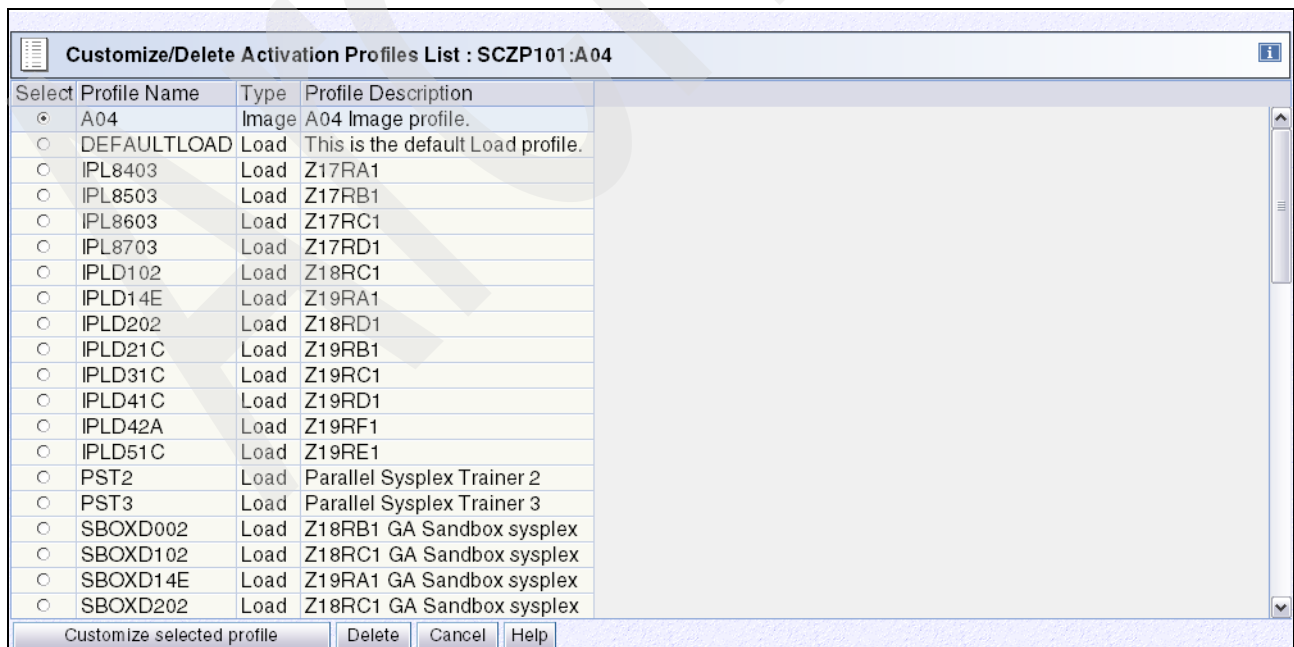 Customize/Delete Activation Profiles List : SCZP101:A04
i
Select Profile Name Type Profile Description
A04 Image A04 Image profile.
DEFAULTLOAD Load This is the default Load profile.
IPL8403 Load Z17RA1
IPL8503 Load Z17RB1
IPL8603 Load Z17RC1
IPL8703 Load Z17RD1
IPLD102 Load Z18RC1
IPLD14E Load Z19RA1
IPLD202 Load Z18RD1
IPLD21C Load Z19RB1
IPLD31C Load Z19RC1
IPLD41C Load Z19RD1
IPLD42A Load Z19RF1
IPLD51C Load Z19RE1
PST2 Load Parallel Sysplex Trainer 2
PST3 Load Parallel Sysplex Trainer 3
SBOXD002 Load Z18RB1 GA Sandbox sysplex
SBOXD102 Load Z18RC1 GA Sandbox sysplex
SBOXD14E Load Z19RA1 GA Sandbox sysplex
SBOXD202 Load Z18RC1 GA Sandbox sysplex
Customize selected profile Delete Cancel Help